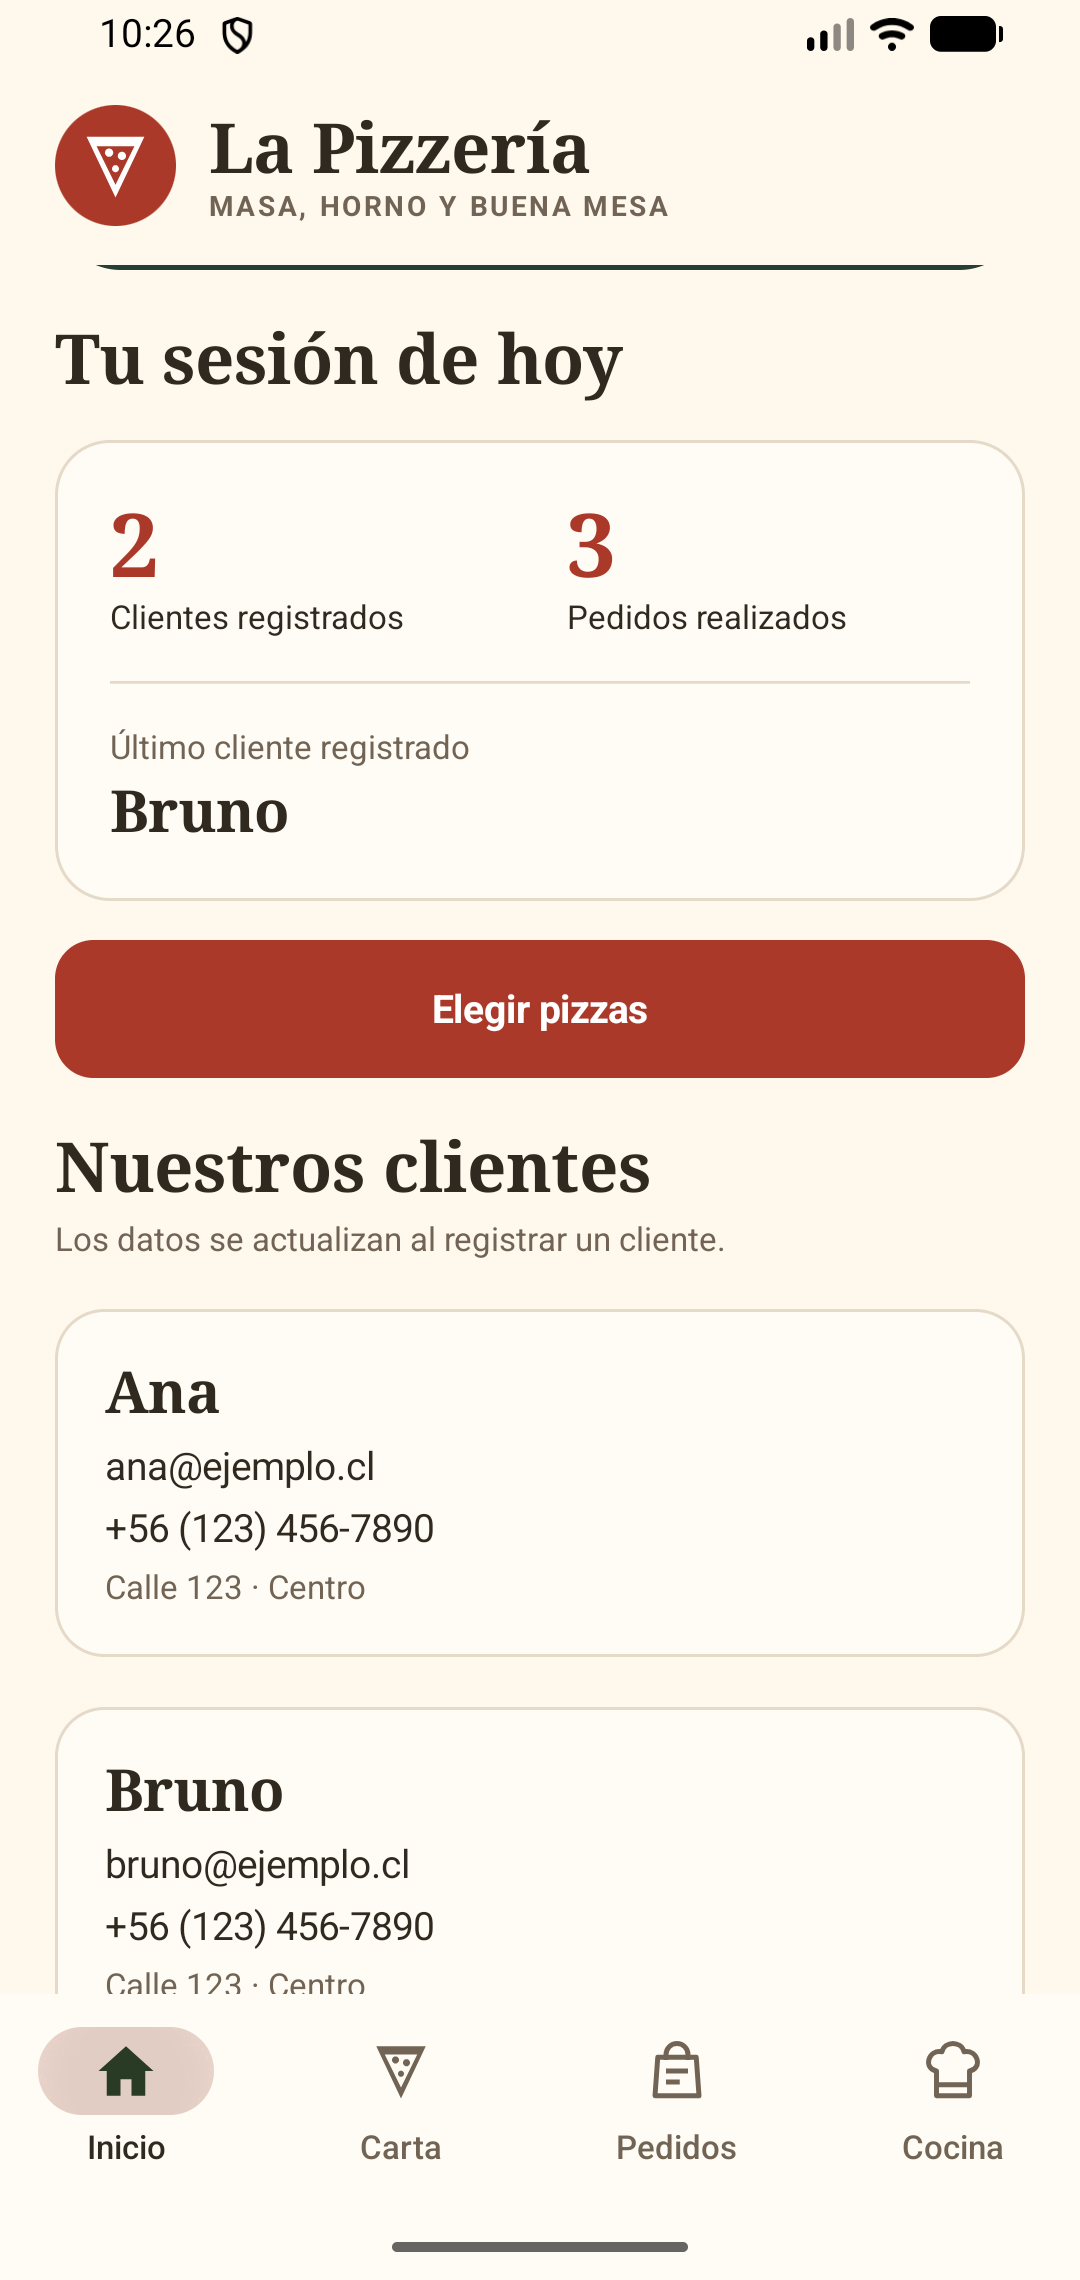 10:26
La Pizzería
MASA, HORNO Y BUENA MESA
Tu sesión de hoy
2
Clientes registrados
3
Pedidos realizados
Último cliente registrado
Bruno
Elegir pizzas
Nuestros clientes
Los datos se actualizan al registrar un cliente.
Ana
ana@ejemplo.cl
+56 (123) 456-7890
Calle 123 · Centro
Bruno
bruno@ejemplo.cl
+56 (123) 456-7890
Calle 123 · Centro
Inicio
Carta
Pedidos
Cocina